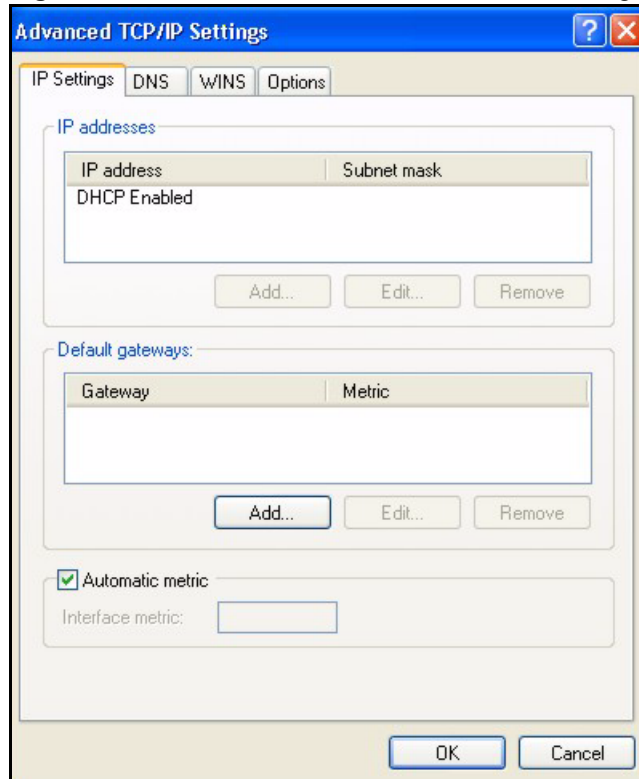 Advanced TCP/IP Settings
IP Settings DNS WINS Options
IP addresses
IP address Subnet mask
DHCP Enabled
Add... Edit... Remove
Default gateways:
Gateway Metric
Add... Edit... Remove
Automatic metric
Interface metric:
OK Cancel